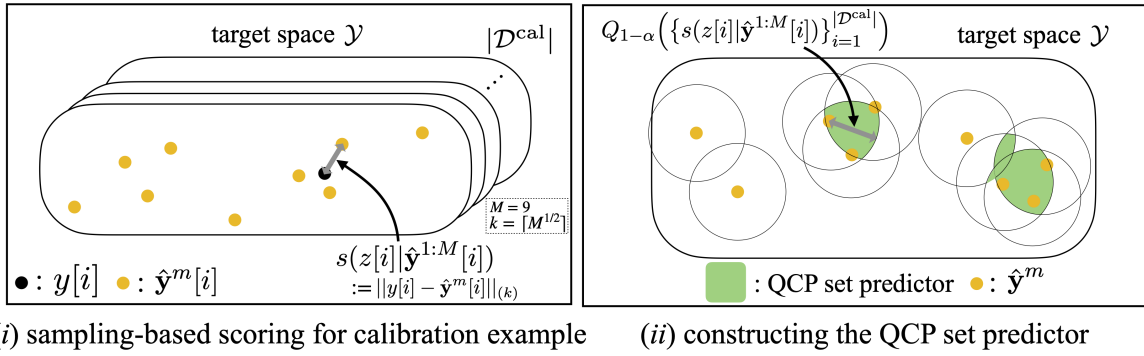 target space 𝒴
|𝒟^cal|
M = 9
k = ⌈M^{1/2}⌉
s(z[i]|ŷ^{1:M}[i])
:= ||y[i] − ŷ^m[i]||_{(k)}
: y[i] : ŷ^m[i]
i) sampling-based scoring for calibration example
Q_{1−α}({s(z[i]|ŷ^{1:M}[i])}_{i=1}^{|𝒟^cal|})
target space 𝒴
: QCP set predictor : ŷ^m
(ii) constructing the QCP set predictor